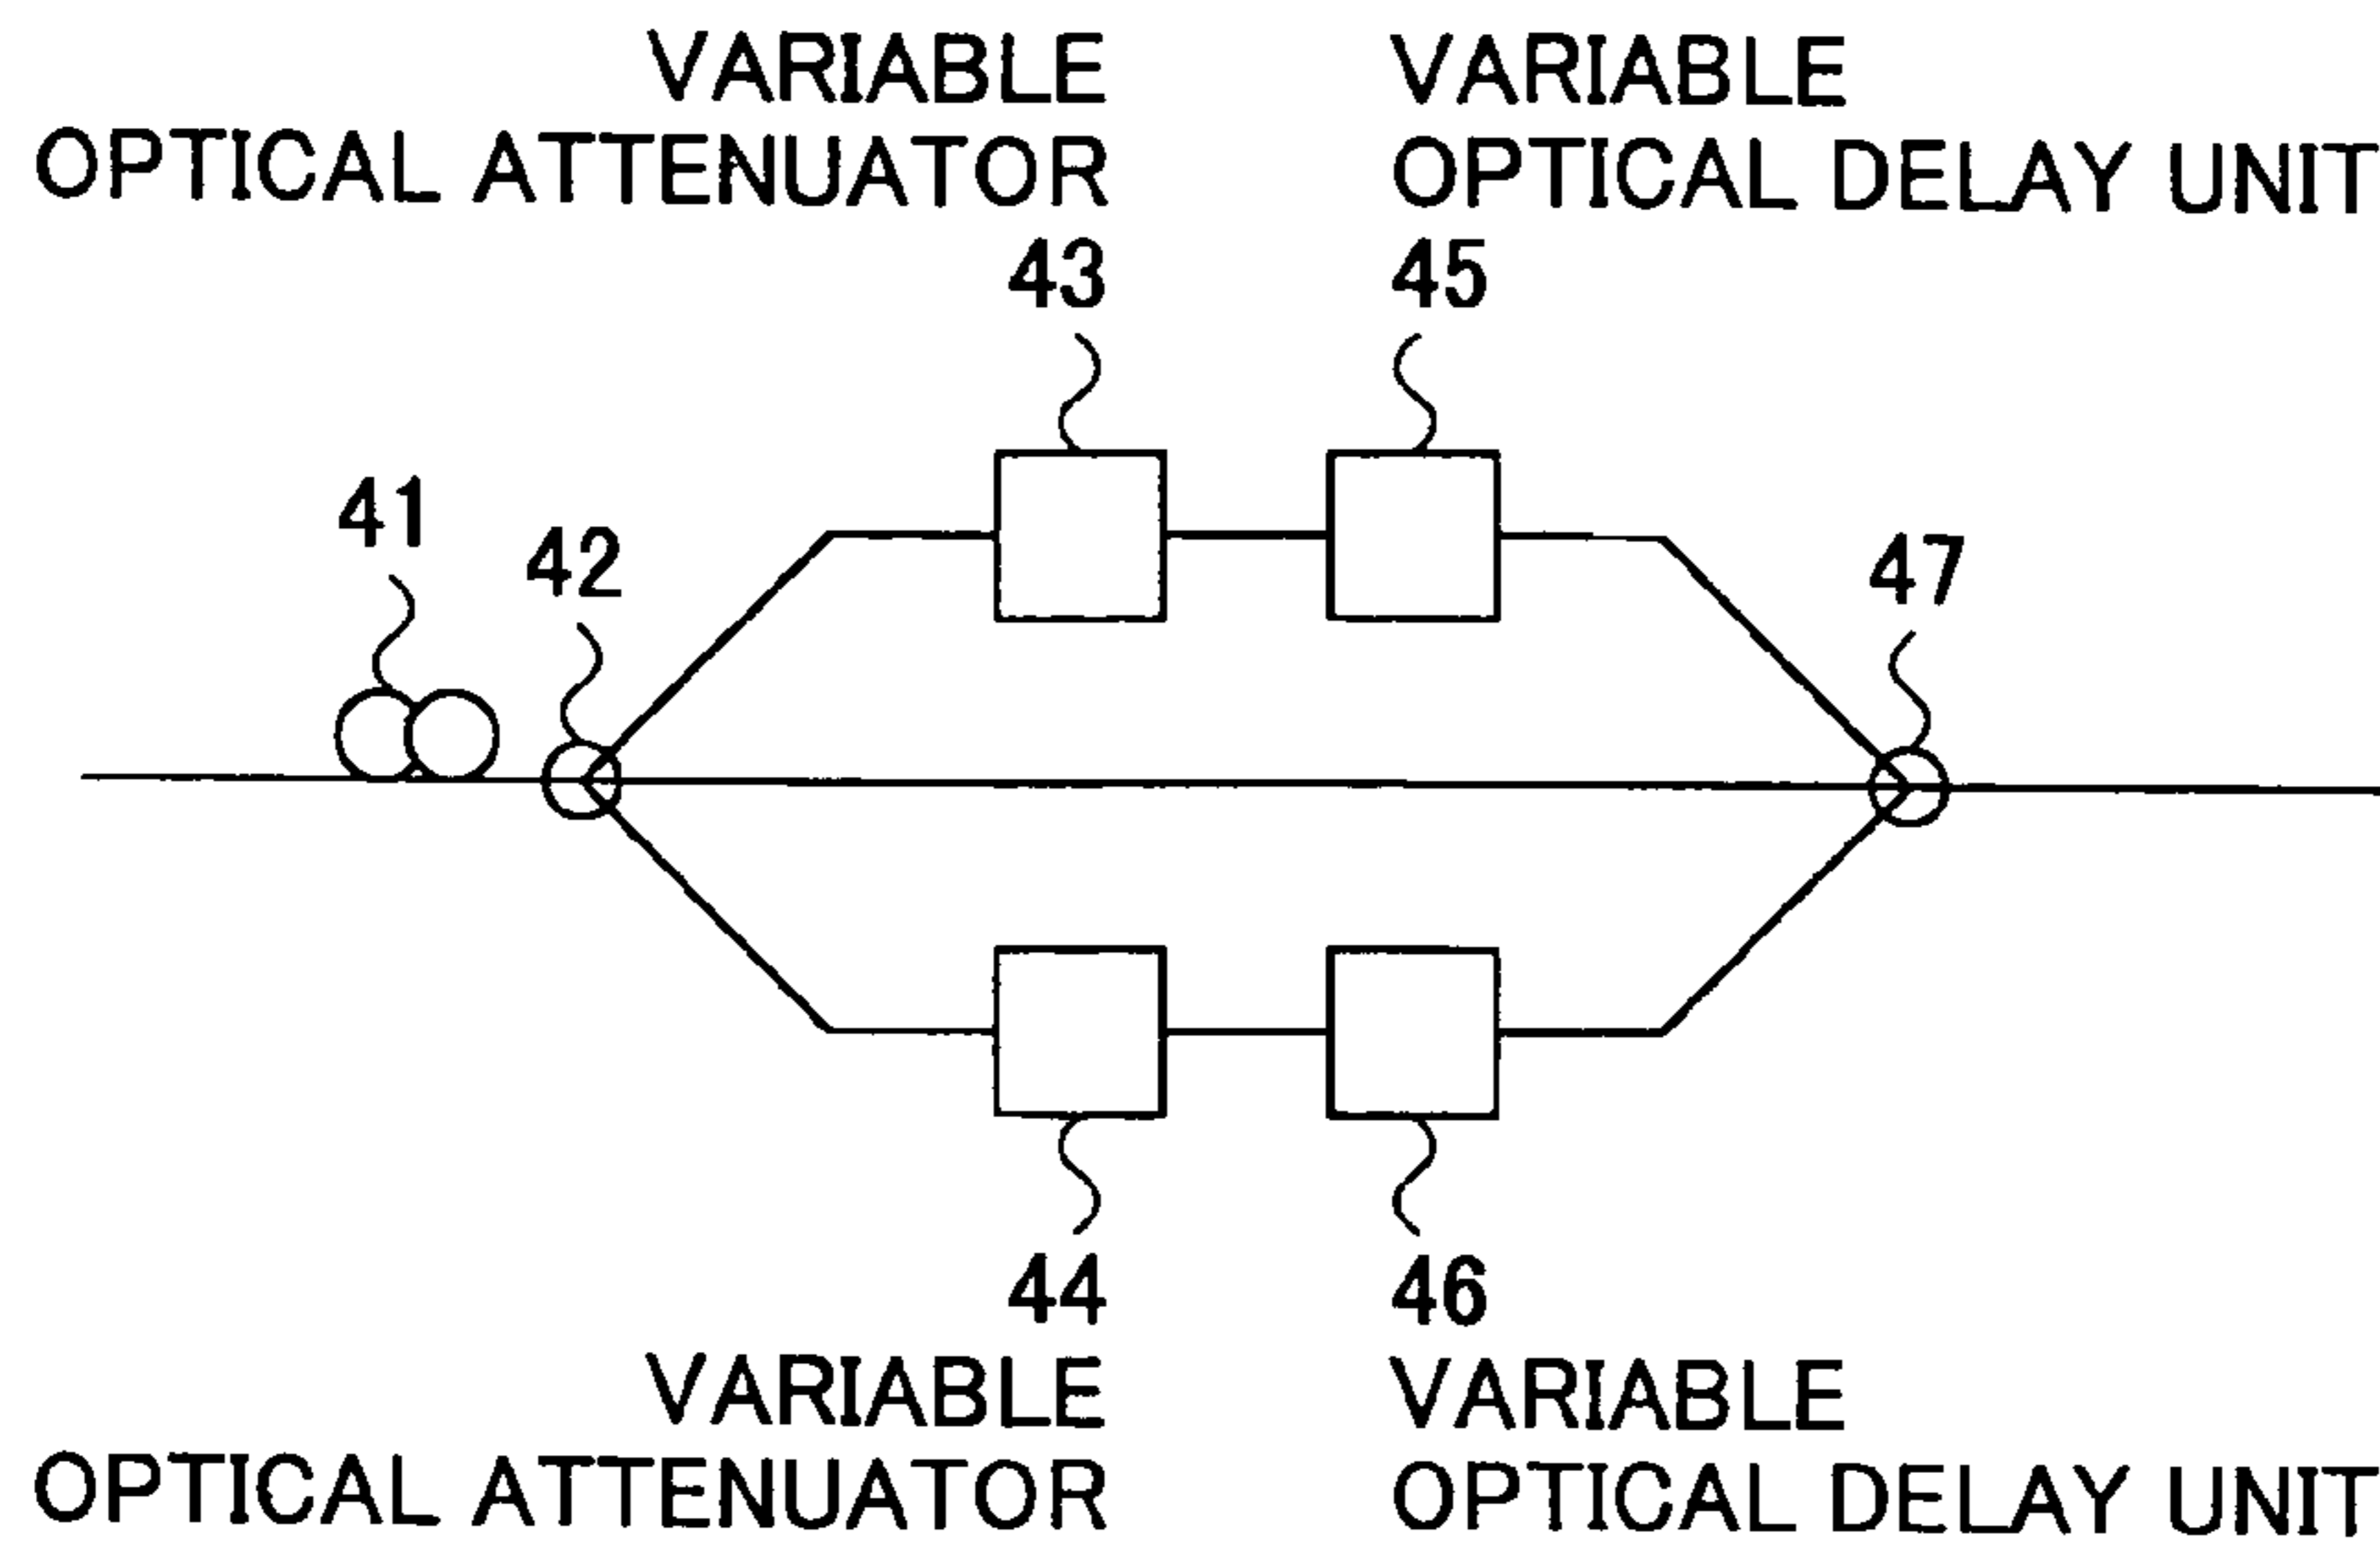 VARIABLE
OPTICAL ATTENUATOR
43
VARIABLE
OPTICAL DELAY UNIT
45
41
42
47
44
VARIABLE
OPTICAL ATTENUATOR
46
VARIABLE
OPTICAL DELAY UNIT